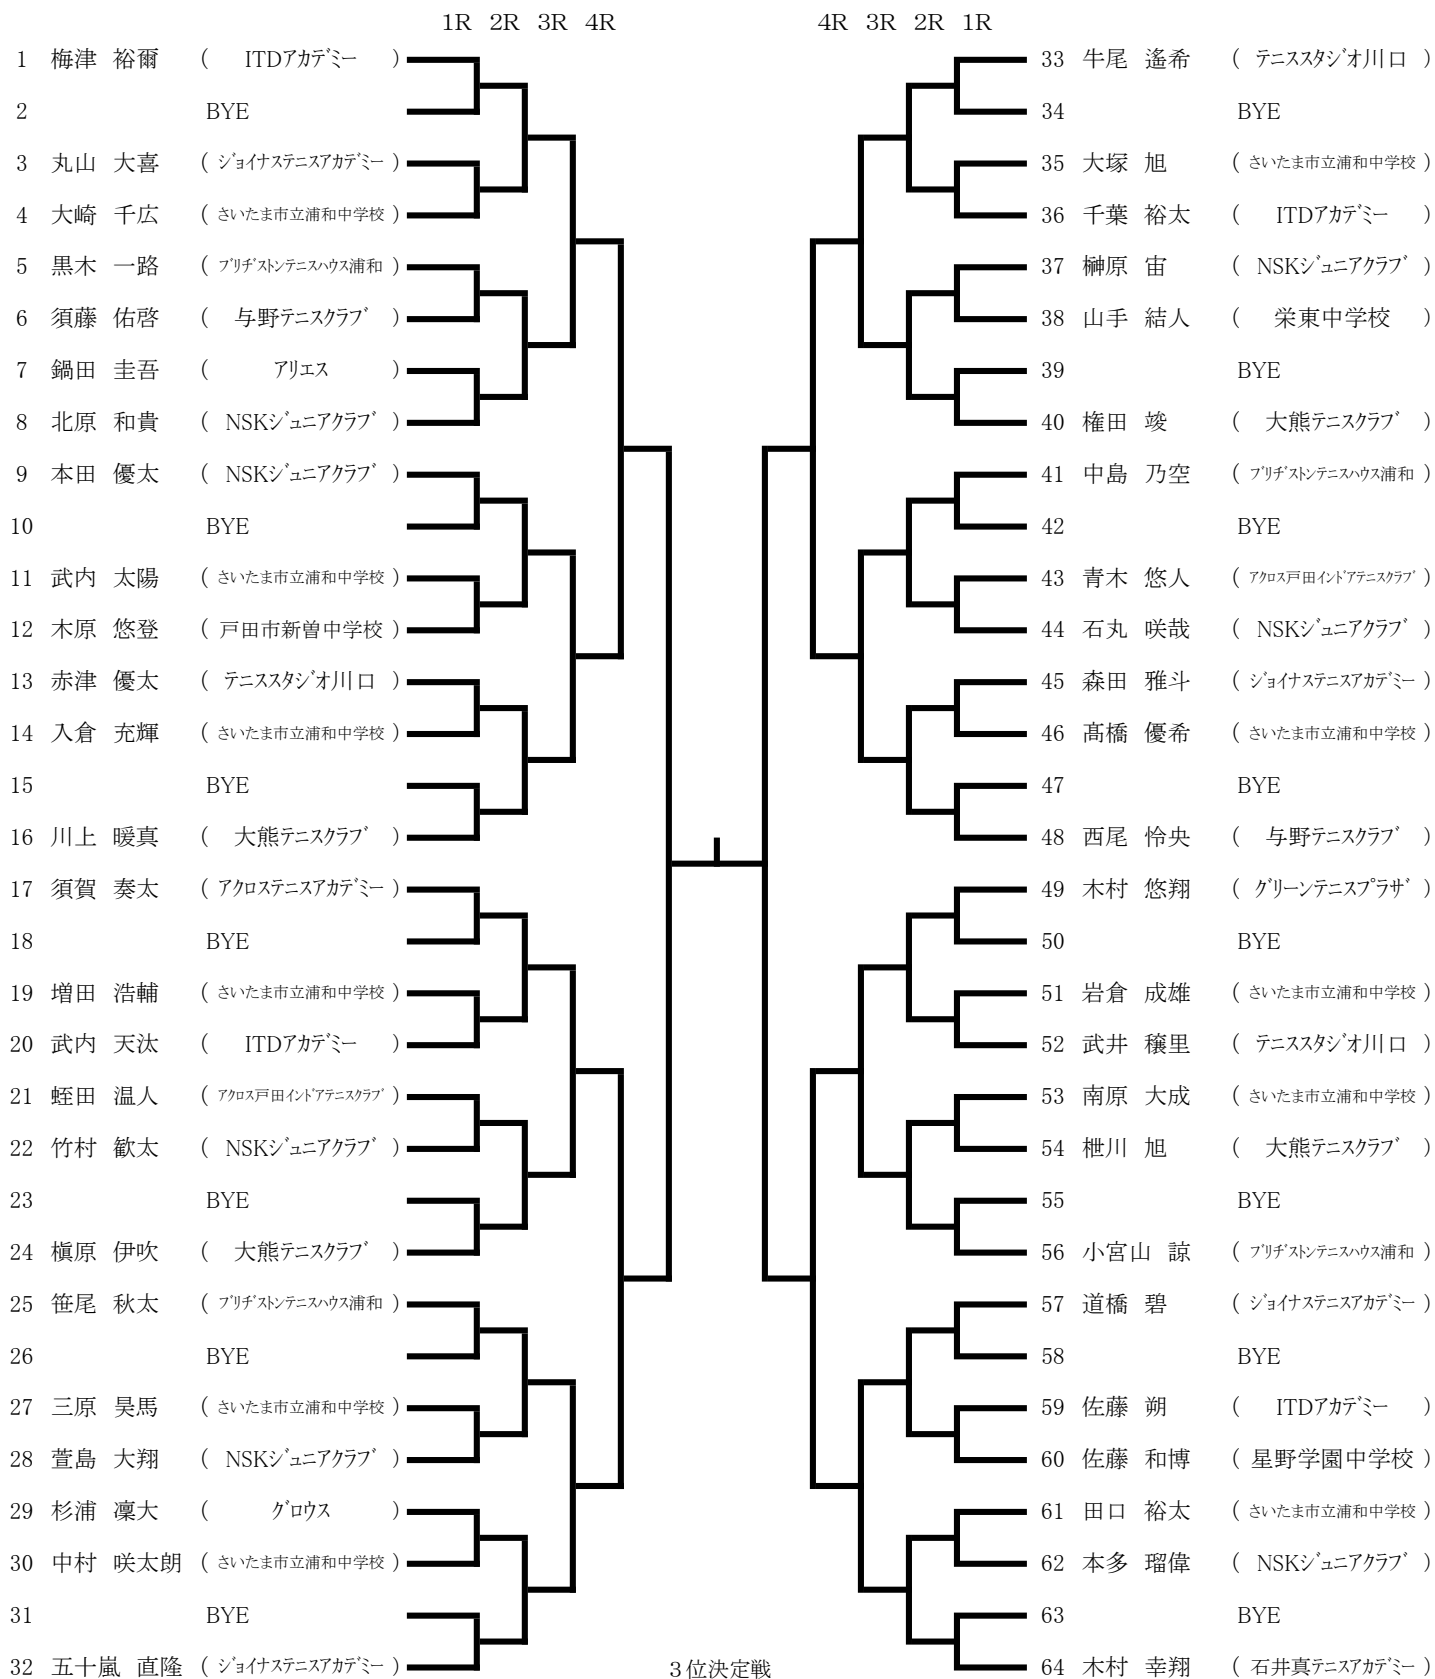 1R 2R 3R 4R
4R 3R 2R 1R
1 梅津 裕爾 ( ITDアカデミー )
2 BYE
3 丸山 大喜 ( ジョイナステニスアカデミー )
4 大崎 千広 ( さいたま市立浦和中学校 )
5 黒木 一路 ( ブリヂストンテニスハウス浦和 )
6 須藤 佑啓 ( 与野テニスクラブ )
7 鍋田 圭吾 ( アリエス )
8 北原 和貴 ( NSKジュニアクラブ )
9 本田 優太 ( NSKジュニアクラブ )
10 BYE
11 武内 太陽 ( さいたま市立浦和中学校 )
12 木原 悠登 ( 戸田市新曽中学校 )
13 赤津 優太 ( テニススタジオ川口 )
14 入倉 充輝 ( さいたま市立浦和中学校 )
15 BYE
16 川上 暖真 ( 大熊テニスクラブ )
17 須賀 奏太 ( アクロステニスアカデミー )
18 BYE
19 増田 浩輔 ( さいたま市立浦和中学校 )
20 武内 天汰 ( ITDアカデミー )
21 蛭田 温人 ( アクロス戸田インドアテニスクラブ )
22 竹村 歓太 ( NSKジュニアクラブ )
23 BYE
24 槇原 伊吹 ( 大熊テニスクラブ )
25 笹尾 秋太 ( ブリヂストンテニスハウス浦和 )
26 BYE
27 三原 昊馬 ( さいたま市立浦和中学校 )
28 萱島 大翔 ( NSKジュニアクラブ )
29 杉浦 凜大 ( グロウス )
30 中村 咲太朗 ( さいたま市立浦和中学校 )
31 BYE
32 五十嵐 直隆 ( ジョイナステニスアカデミー )
33 牛尾 遙希 ( テニススタジオ川口 )
34 BYE
35 大塚 旭 ( さいたま市立浦和中学校 )
36 千葉 裕太 ( ITDアカデミー )
37 榊原 宙 ( NSKジュニアクラブ )
38 山手 結人 ( 栄東中学校 )
39 BYE
40 権田 竣 ( 大熊テニスクラブ )
41 中島 乃空 ( ブリヂストンテニスハウス浦和 )
42 BYE
43 青木 悠人 ( アクロス戸田インドアテニスクラブ )
44 石丸 咲哉 ( NSKジュニアクラブ )
45 森田 雅斗 ( ジョイナステニスアカデミー )
46 髙橋 優希 ( さいたま市立浦和中学校 )
47 BYE
48 西尾 怜央 ( 与野テニスクラブ )
49 木村 悠翔 ( グリーンテニスプラザ )
50 BYE
51 岩倉 成雄 ( さいたま市立浦和中学校 )
52 武井 穣里 ( テニススタジオ川口 )
53 南原 大成 ( さいたま市立浦和中学校 )
54 枻川 旭 ( 大熊テニスクラブ )
55 BYE
56 小宮山 諒 ( ブリヂストンテニスハウス浦和 )
57 道橋 碧 ( ジョイナステニスアカデミー )
58 BYE
59 佐藤 朔 ( ITDアカデミー )
60 佐藤 和博 ( 星野学園中学校 )
61 田口 裕太 ( さいたま市立浦和中学校 )
62 本多 瑠偉 ( NSKジュニアクラブ )
63 BYE
64 木村 幸翔 ( 石井真テニスアカデミー )
３位決定戦